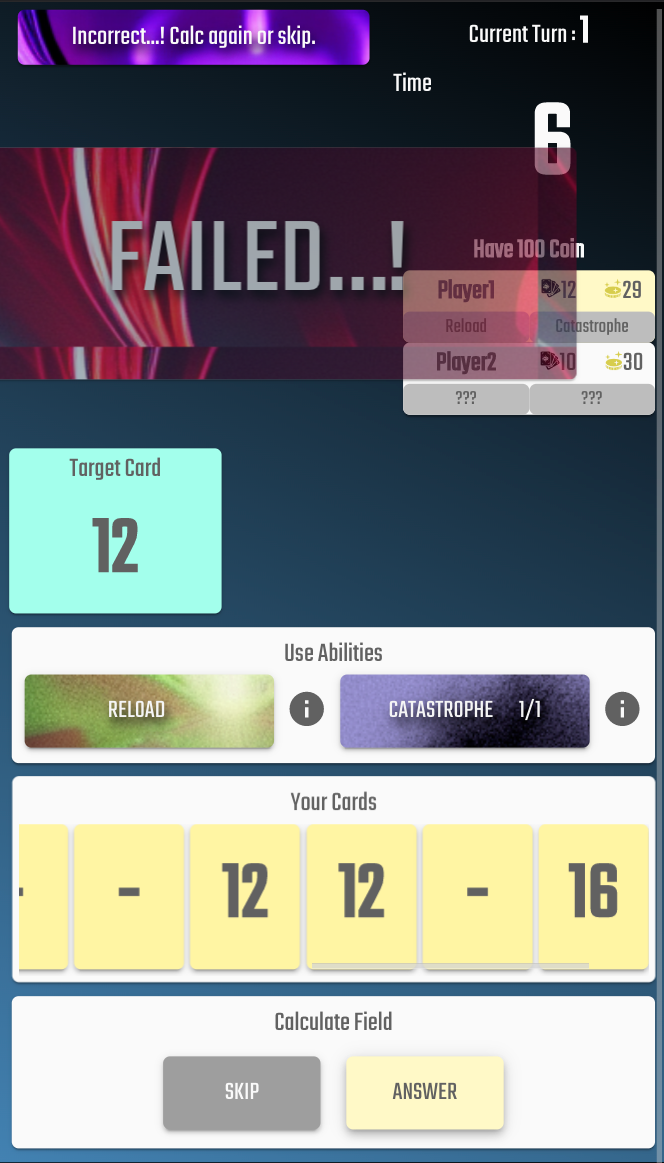 Incorrect...! Calc again or skip.
Current Turn : 1
Time
6
FAILED...!
Have 100 Coin
Player1 12 29
Reload Catastrophe
Player2 10 30
??? ???
Target Card
12
Use Abilities
RELOAD i CATASTROPHE 1/1 i
Your Cards
- 12 12 - 16
Calculate Field
SKIP ANSWER